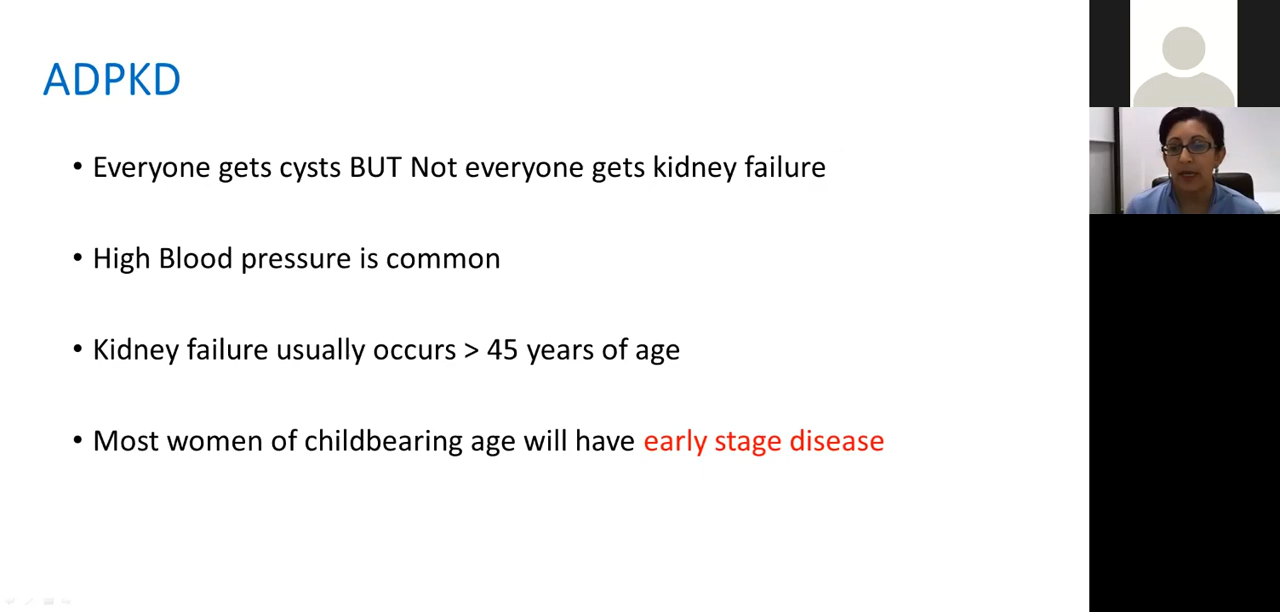 ADPKD
• Everyone gets cysts BUT Not everyone gets kidney failure
• High Blood pressure is common
• Kidney failure usually occurs > 45 years of age
• Most women of childbearing age will have early stage disease